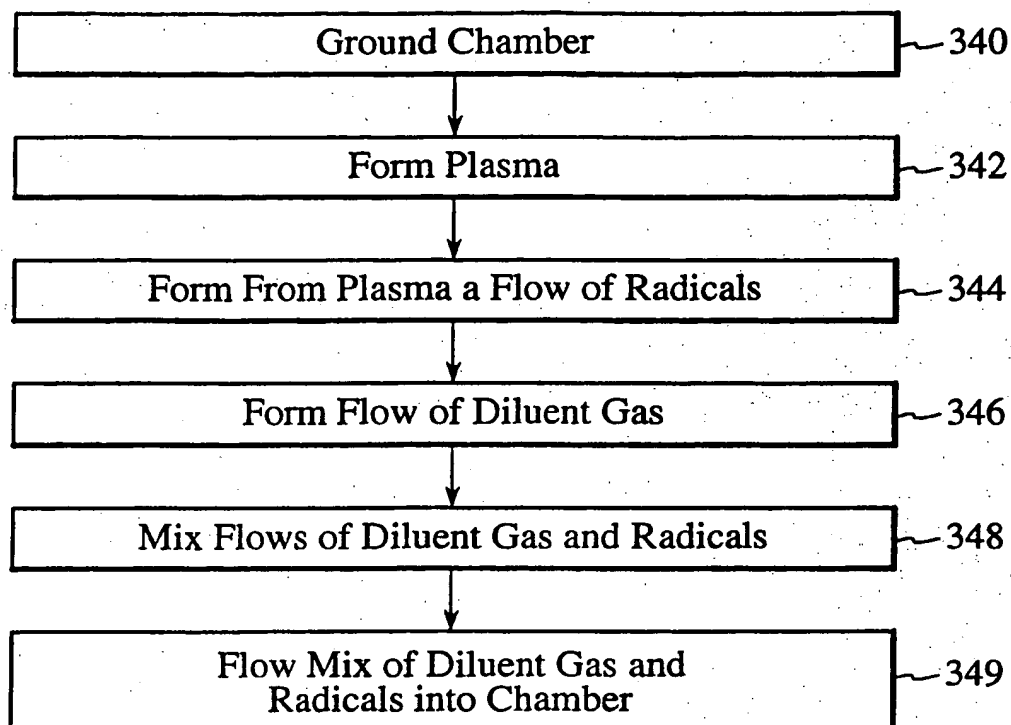 Ground Chamber 340
Form Plasma 342
Form From Plasma a Flow of Radicals 344
Form Flow of Diluent Gas 346
Mix Flows of Diluent Gas and Radicals 348
Flow Mix of Diluent Gas and
Radicals into Chamber 349